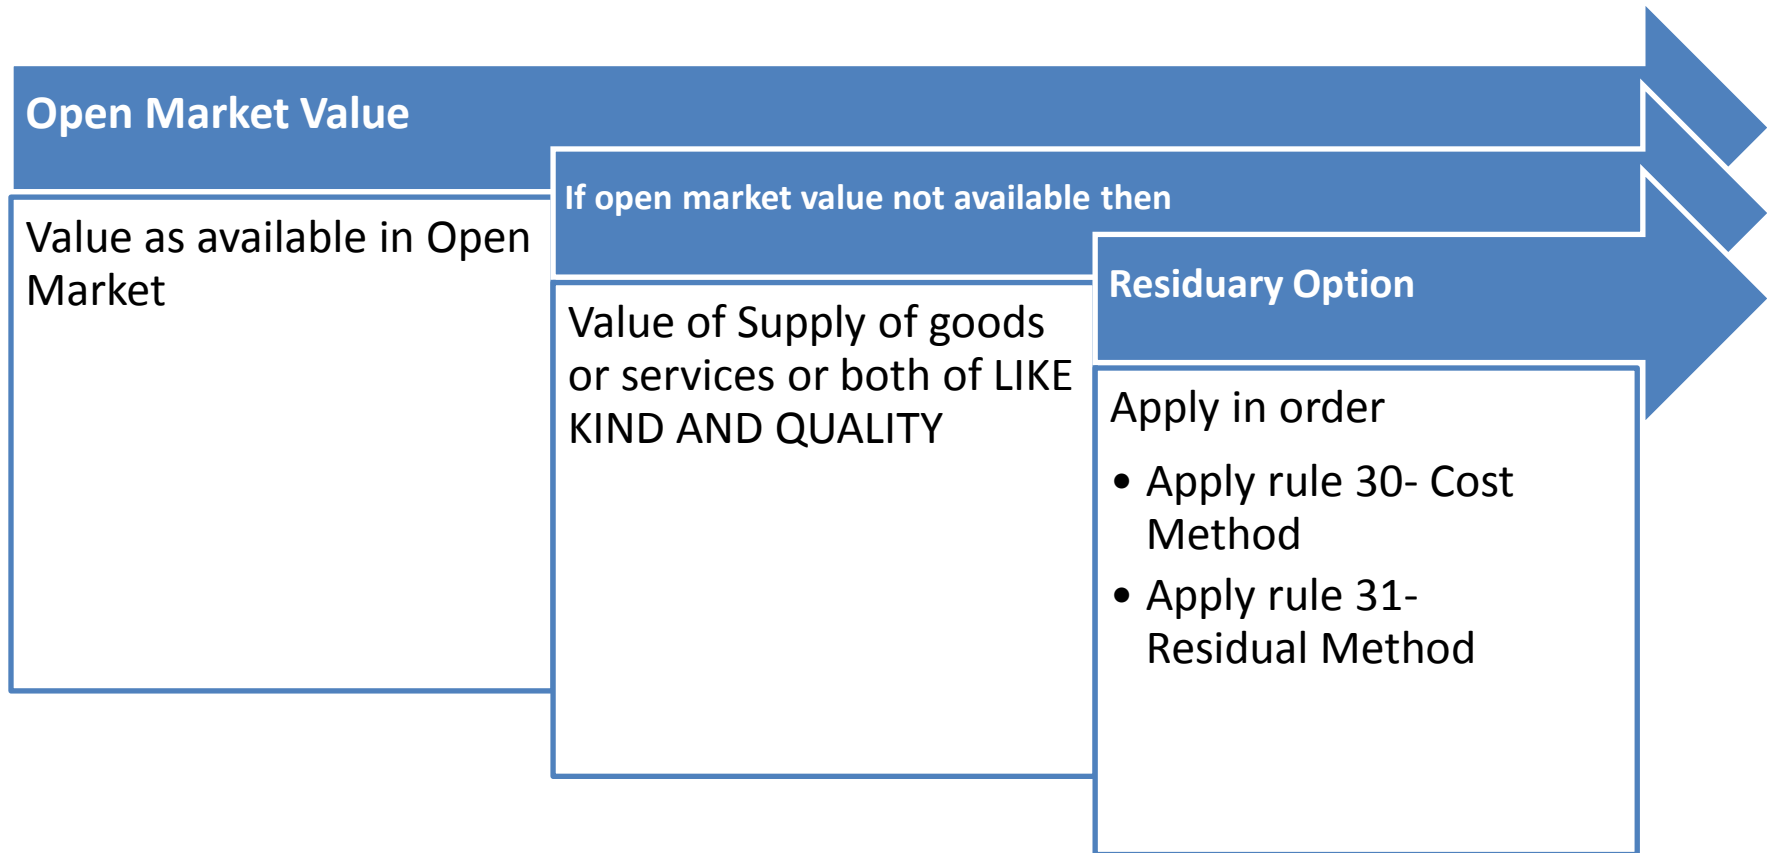 Open Market Value
Value as available in Open
Market
If open market value not available then
Value of Supply of goods
or services or both of LIKE
KIND AND QUALITY
Residuary Option
Apply in order
• Apply rule 30- Cost
Method
• Apply rule 31-
Residual Method